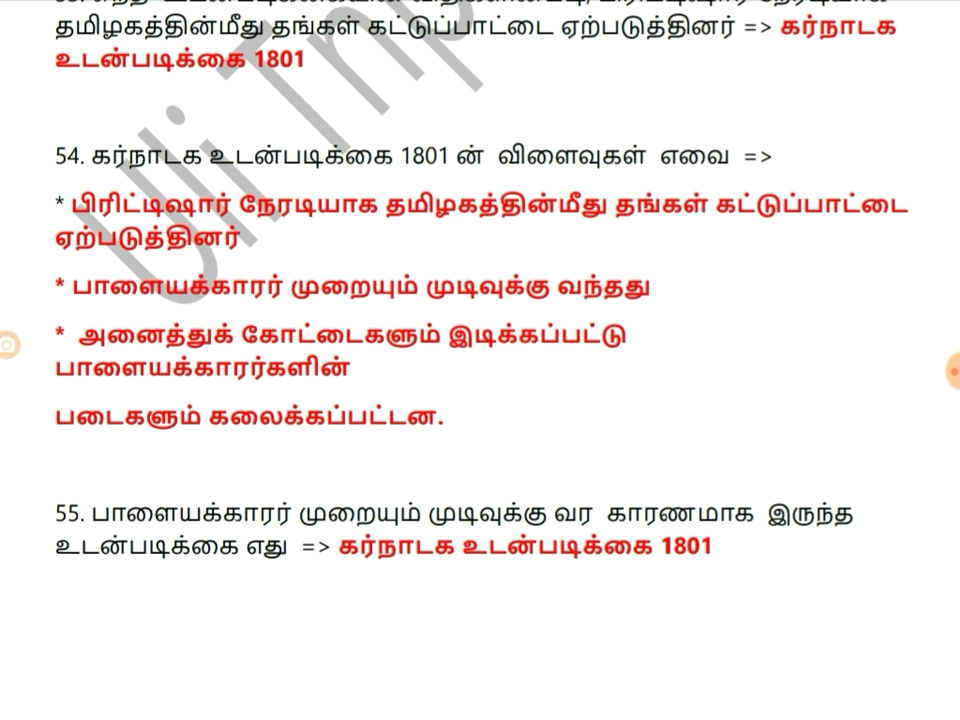 தமிழகத்தின்மீது தங்கள் கட்டுப்பாட்டை ஏற்படுத்தினர் => கர்நாடக
உடன்படிக்கை 1801
54. கர்நாடக உடன்படிக்கை 1801 ன் விளைவுகள் எவை =>
* பிரிட்டிஷார் நேரடியாக தமிழகத்தின்மீது தங்கள் கட்டுப்பாட்டை
ஏற்படுத்தினர்
* பாளையக்காரர் முறையும் முடிவுக்கு வந்தது
* அனைத்துக் கோட்டைகளும் இடிக்கப்பட்டு
பாளையக்காரர்களின்
படைகளும் கலைக்கப்பட்டன.
55. பாளையக்காரர் முறையும் முடிவுக்கு வர காரணமாக இருந்த
உடன்படிக்கை எது => கர்நாடக உடன்படிக்கை 1801